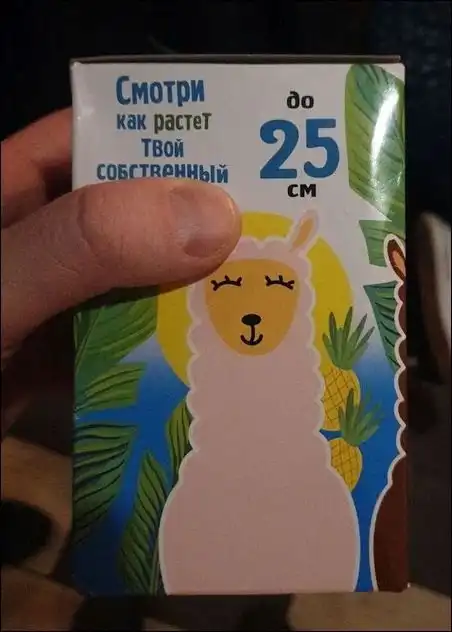 Смотри
как растет
твой
собственный
до
25
см